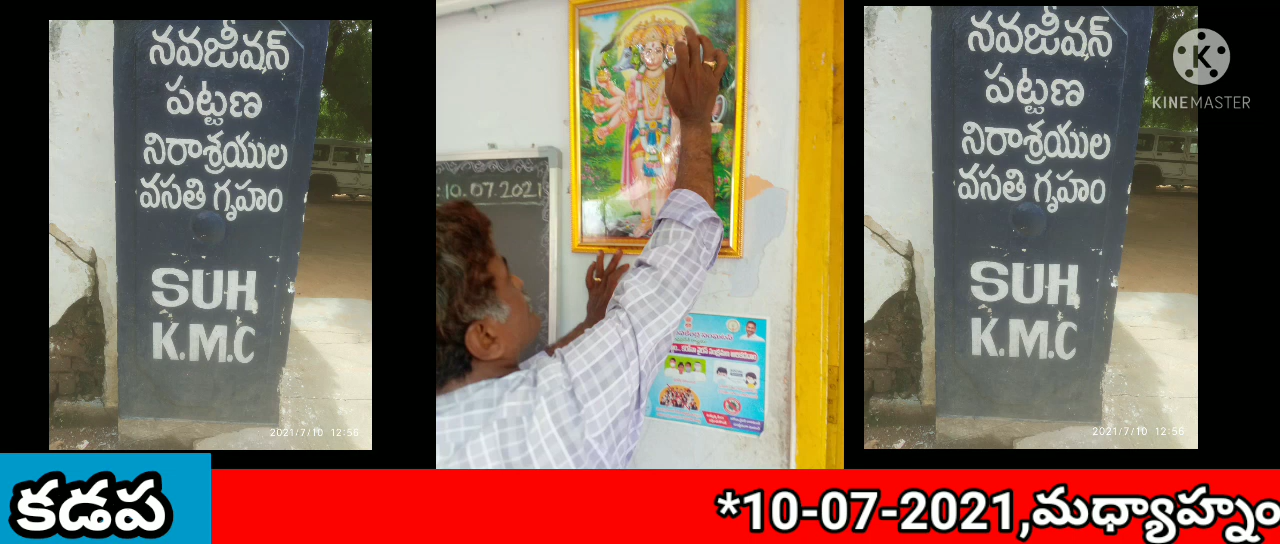 నవజీవన్
పట్టణ
నిరాశ్రయుల
వసతి గృహం
SUH,
K.M.C
2021/7/10 12:56
:10.07.2021
నవజీవన్
పట్టణ
నిరాశ్రయుల
వసతి గృహం
SUH,
K.M.C
2021/7/10 12:56
K
KINEMASTER
కడప
*10-07-2021,మధ్యాహ్నం